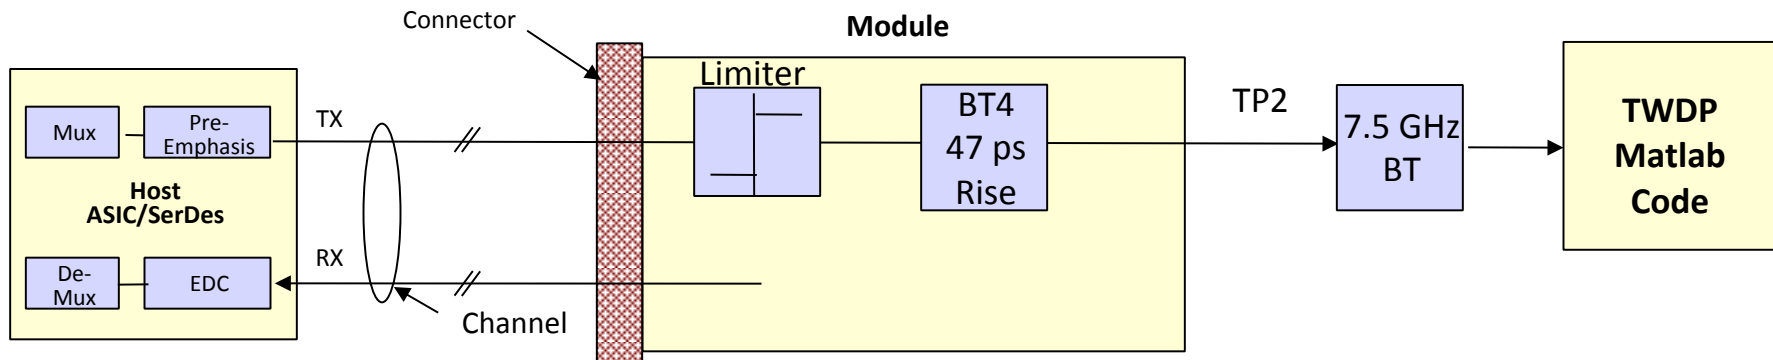 Connector
Module
Mux
Pre-
Emphasis
TX
Limiter
BT4
47 ps
Rise
TP2
7.5 GHz
BT
TWDP
Matlab
Code
Host
ASIC/SerDes
De-
Mux
EDC
RX
Channel